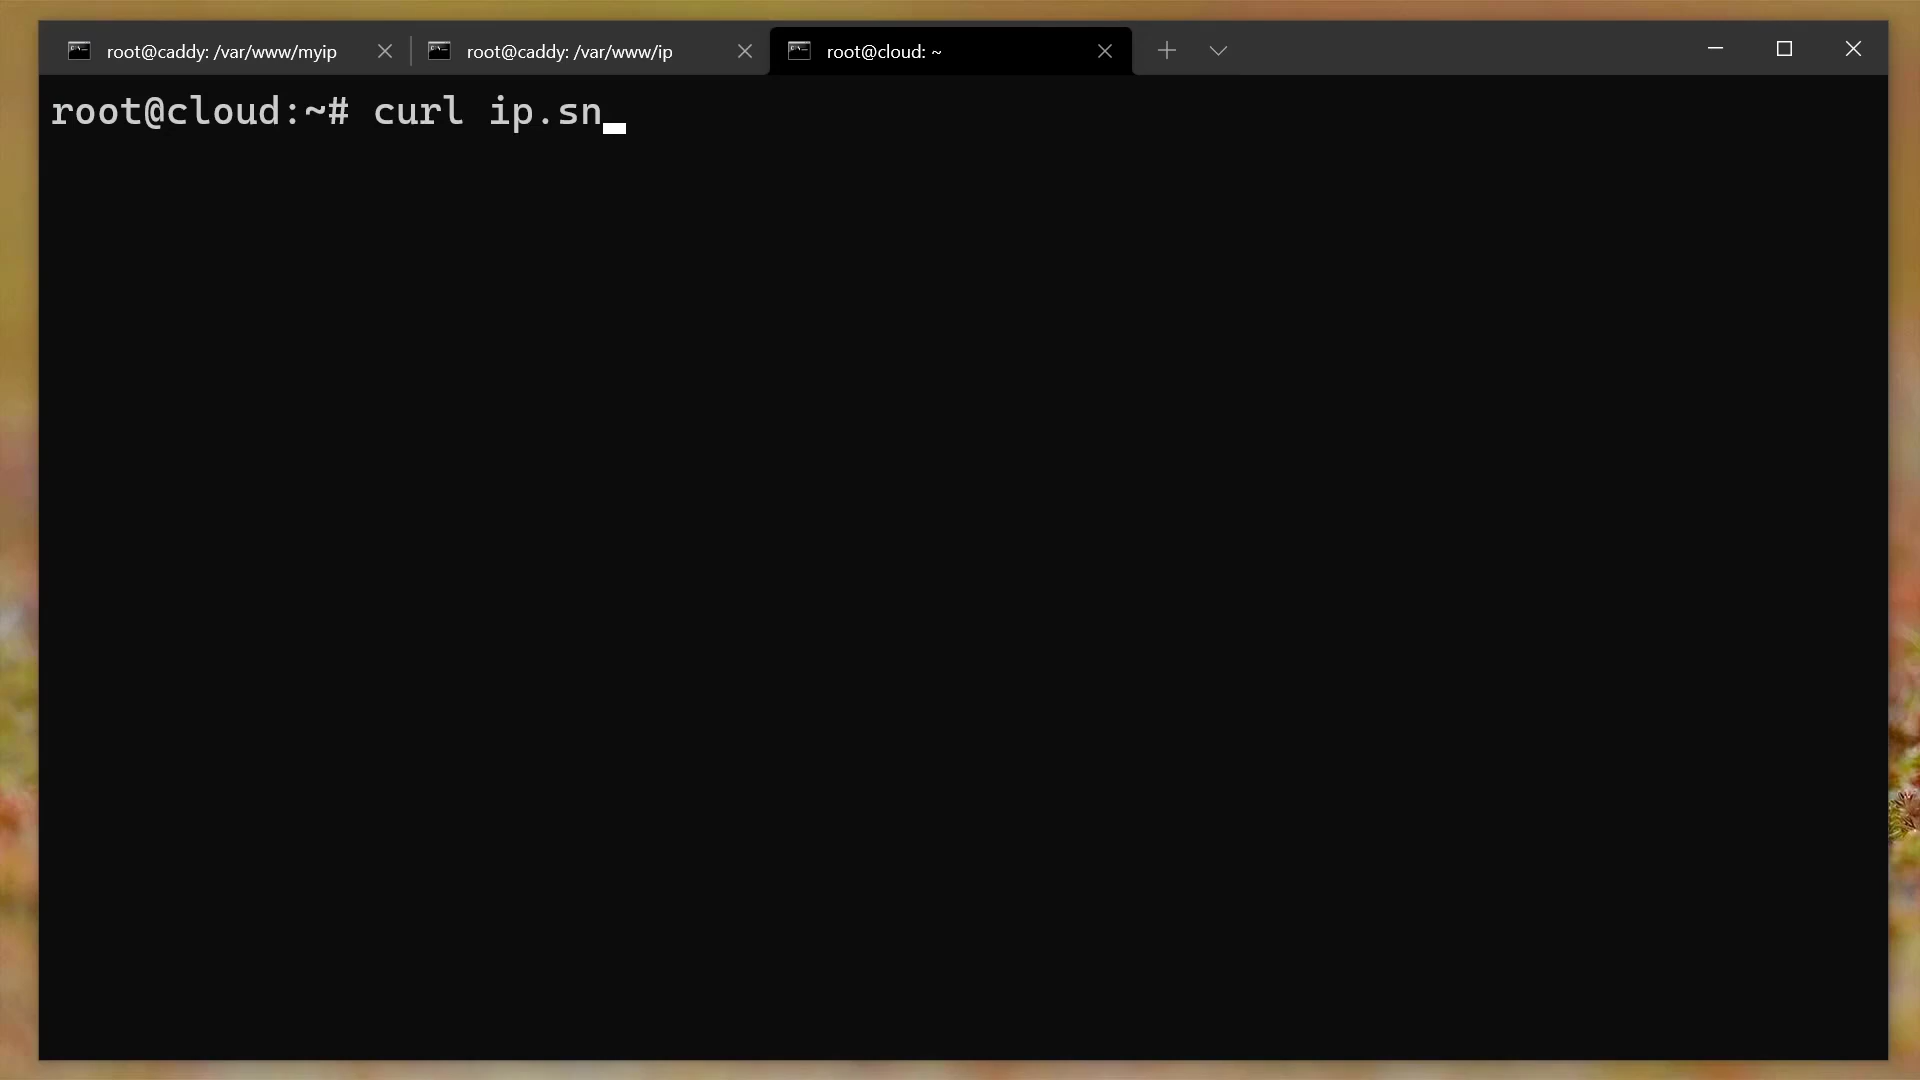 root@caddy: /var/www/myip
root@caddy: /var/www/ip
root@cloud: ~
root@cloud:~# curl ip.sn